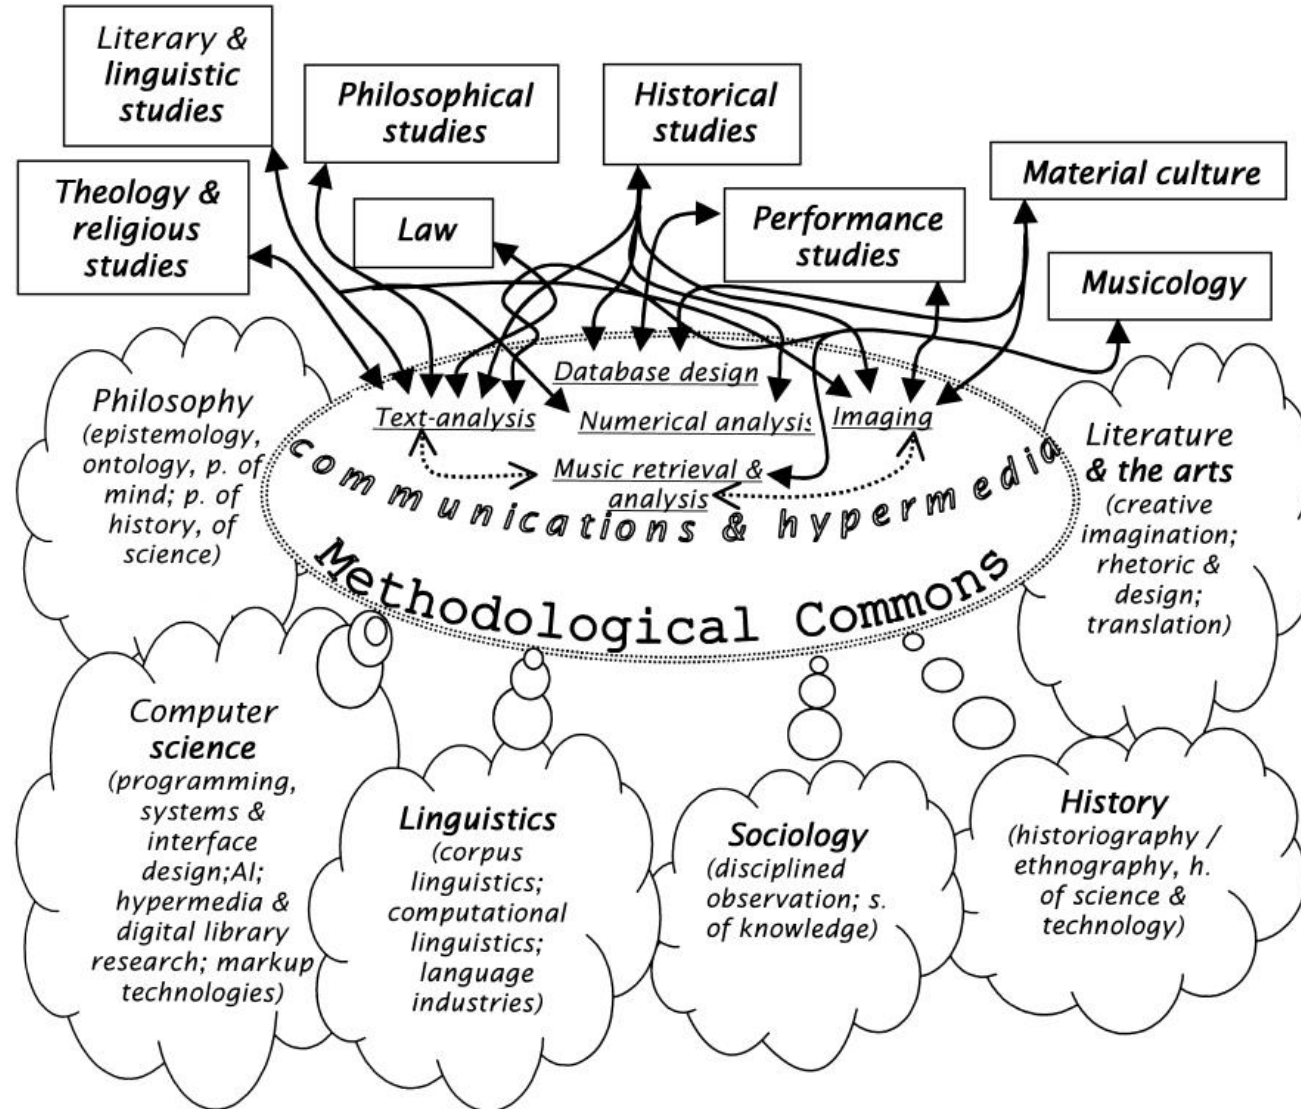 Literary &
linguistic
studies
Philosophical
studies
Historical
studies
Material culture
Theology &
religious
studies
Law
Performance
studies
Musicology
Database design
Text-analysis
Numerical analysis
Imaging
Music retrieval &
analysis
communications & hypermedia
Methodological Commons
Philosophy
(epistemology,
ontology, p. of
mind; p. of
history, of
science)
Literature
& the arts
(creative
imagination;
rhetoric &
design;
translation)
Computer
science
(programming,
systems &
interface
design;AI;
hypermedia &
digital library
research; markup
technologies)
Linguistics
(corpus
linguistics;
computational
linguistics;
language
industries)
Sociology
(disciplined
observation; s.
of knowledge)
History
(historiography /
ethnography, h.
of science &
technology)